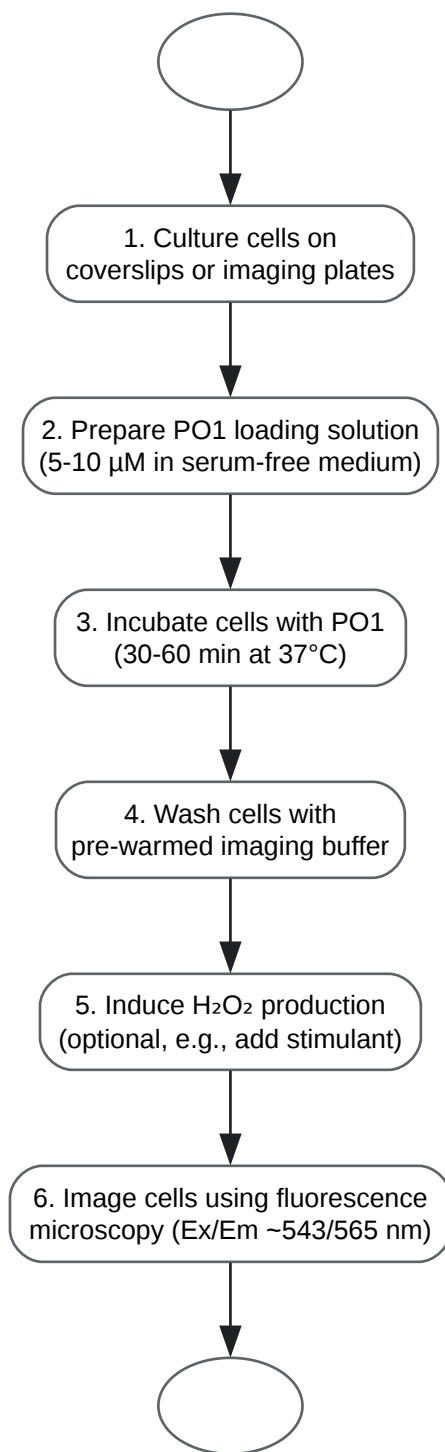 1. Culture cells on
coverslips or imaging plates
2. Prepare PO1 loading solution
(5-10 µM in serum-free medium)
3. Incubate cells with PO1
(30-60 min at 37°C)
4. Wash cells with
pre-warmed imaging buffer
5. Induce H₂O₂ production
(optional, e.g., add stimulant)
6. Image cells using fluorescence
microscopy (Ex/Em ~543/565 nm)